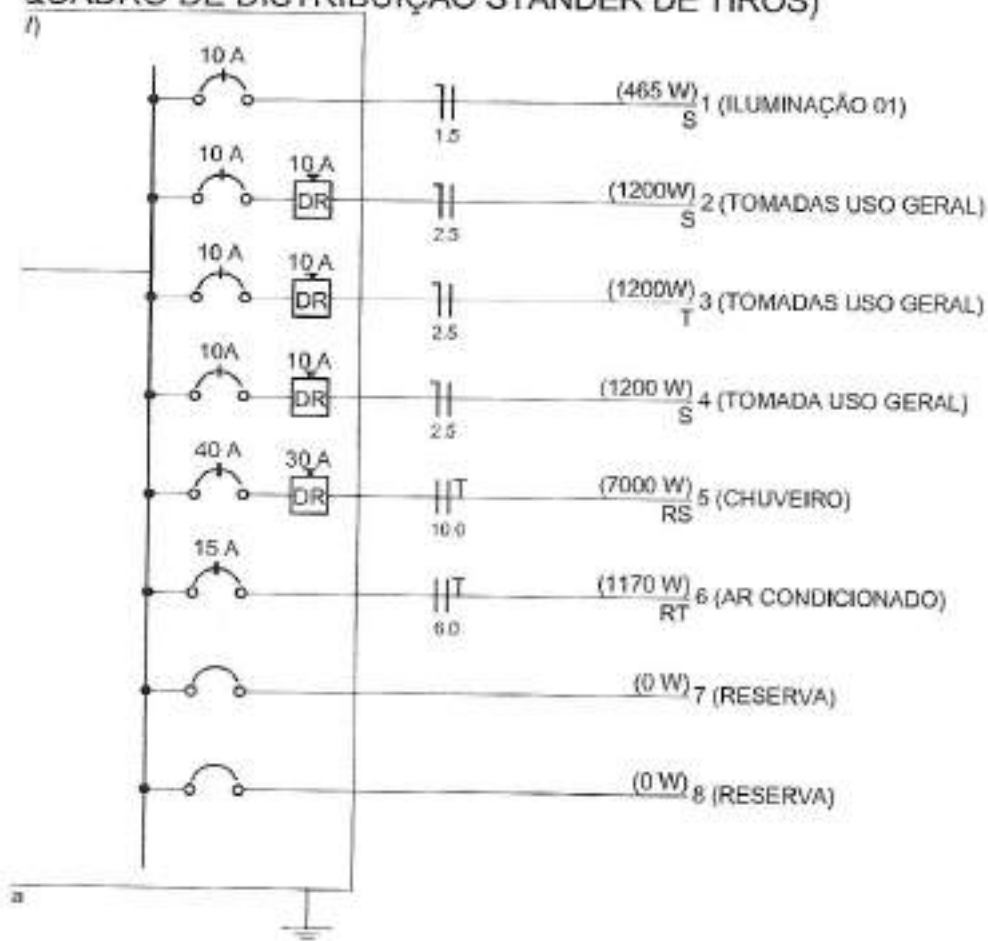 QUADRO DE DISTRIBUIÇÃO STANDER DE TIROS)
10 A
1.5
(465 W)
S
1 (ILUMINAÇÃO 01)
10 A
10 A
DR
2.5
(1200W)
S
2 (TOMADAS USO GERAL)
10 A
10 A
DR
2.5
(1200W)
T
3 (TOMADAS USO GERAL)
10A
10 A
DR
2.5
(1200 W)
S
4 (TOMADA USO GERAL)
40 A
30 A
DR
T
10.0
(7000 W)
RS
5 (CHUVEIRO)
15 A
T
6.0
(1170 W)
RT
6 (AR CONDICIONADO)
(0 W)
7 (RESERVA)
(0 W)
8 (RESERVA)
a